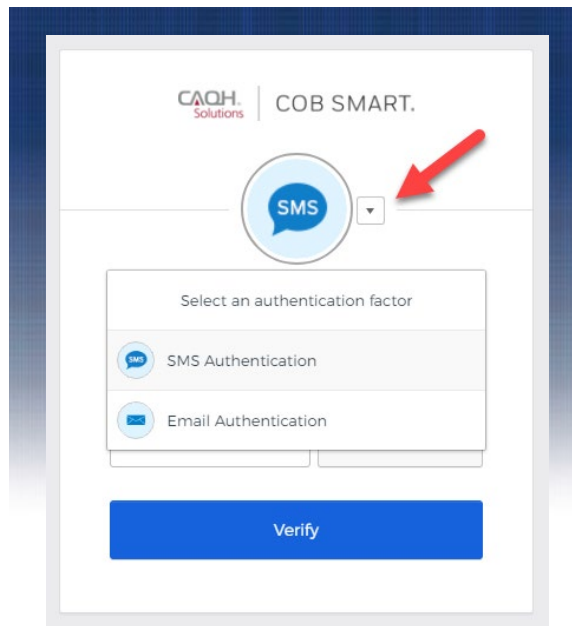 CAQH. Solutions COB SMART.
SMS
Select an authentication factor
SMS SMS Authentication
Email Authentication
Verify